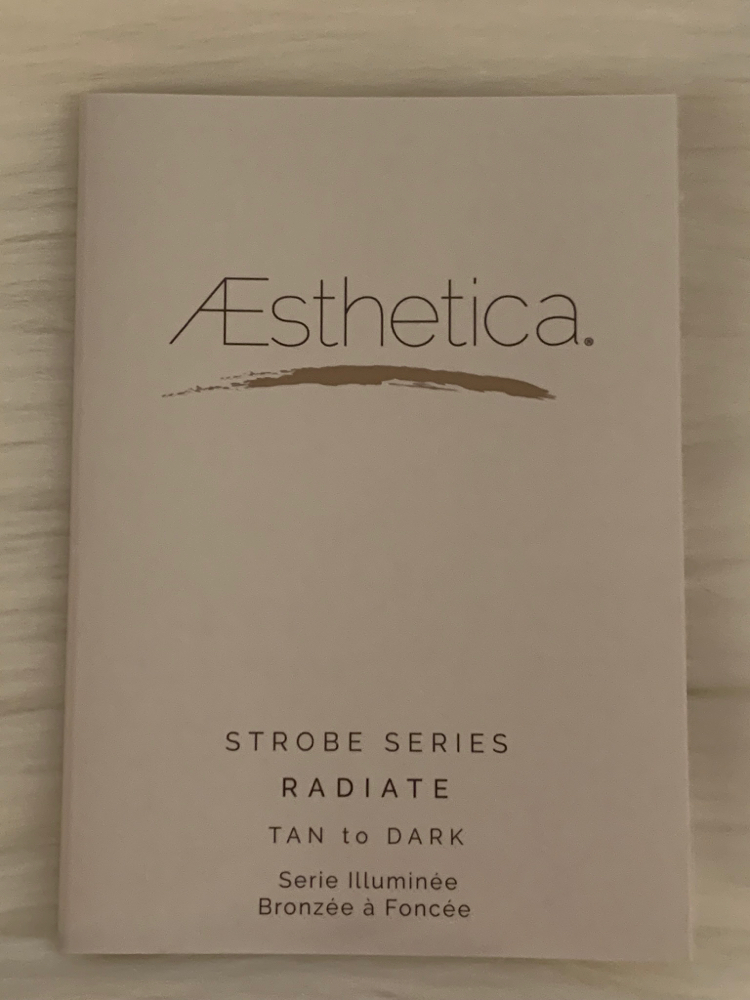 Æsthetica®
STROBE SERIES
RADIATE
TAN to DARK
Serie Illuminée
Bronzée à Foncée